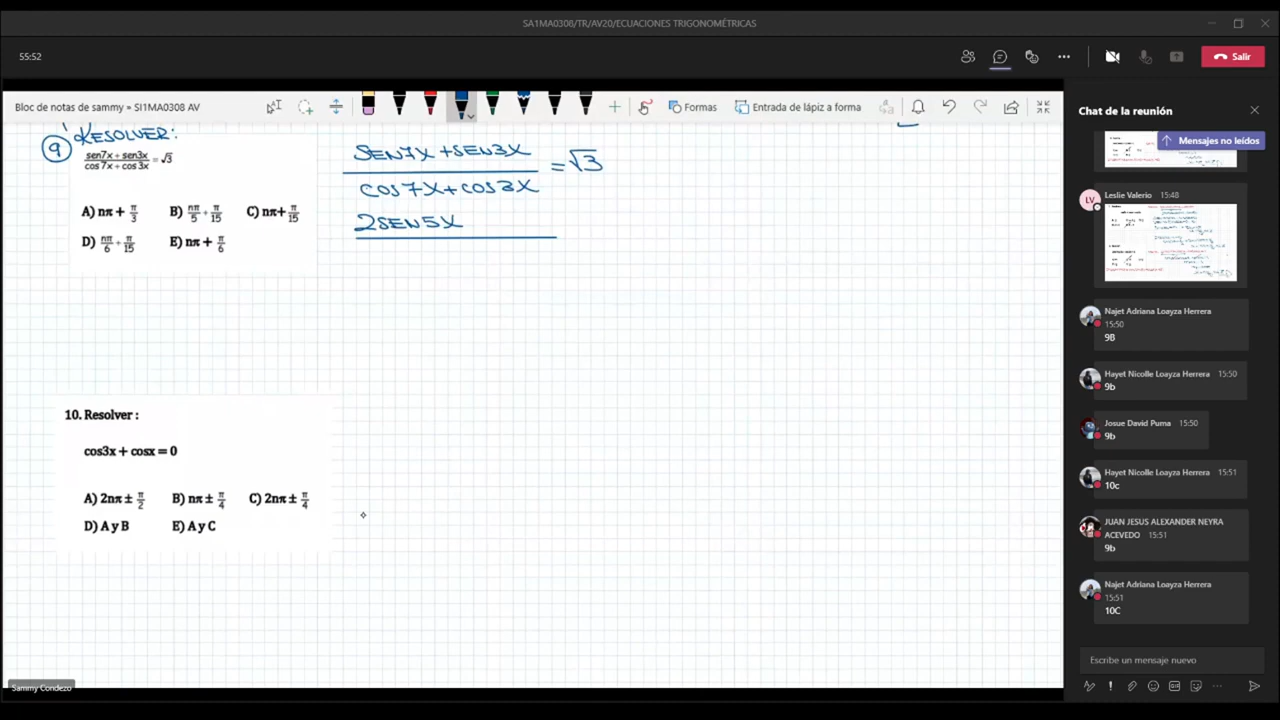 SA1MA0308/TR/AV20/ECUACIONES TRIGONOMÉTRICAS
55:52
Salir
Bloc de notas de sammy » SI1MA0308 AV
Formas
Entrada de lápiz a forma
RESOLVER:
9
sen7x + sen3x / cos 7x + cos 3x = √3
A) nπ + π/3 B) nπ/5 + π/15 C) nπ + π/15
D) nπ/6 + π/15 E) nπ + π/6
SEN7X + SEN3X
= √3
COS7X + COS3X
2SEN5X
10. Resolver :
cos3x + cosx = 0
A) 2nπ ± π/2 B) nπ ± π/4 C) 2nπ ± π/4
D) A y B E) A y C
Sammy Condezo
Chat de la reunión
Mensajes no leídos
LV
Leslie Valerio 15:48
Najet Adriana Loayza Herrera
15:50
9B
Hayet Nicolle Loayza Herrera 15:50
9b
Josue David Puma 15:50
9b
Hayet Nicolle Loayza Herrera 15:51
10c
JUAN JESUS ALEXANDER NEYRA
ACEVEDO 15:51
9b
Najet Adriana Loayza Herrera
15:51
10C
Escribe un mensaje nuevo